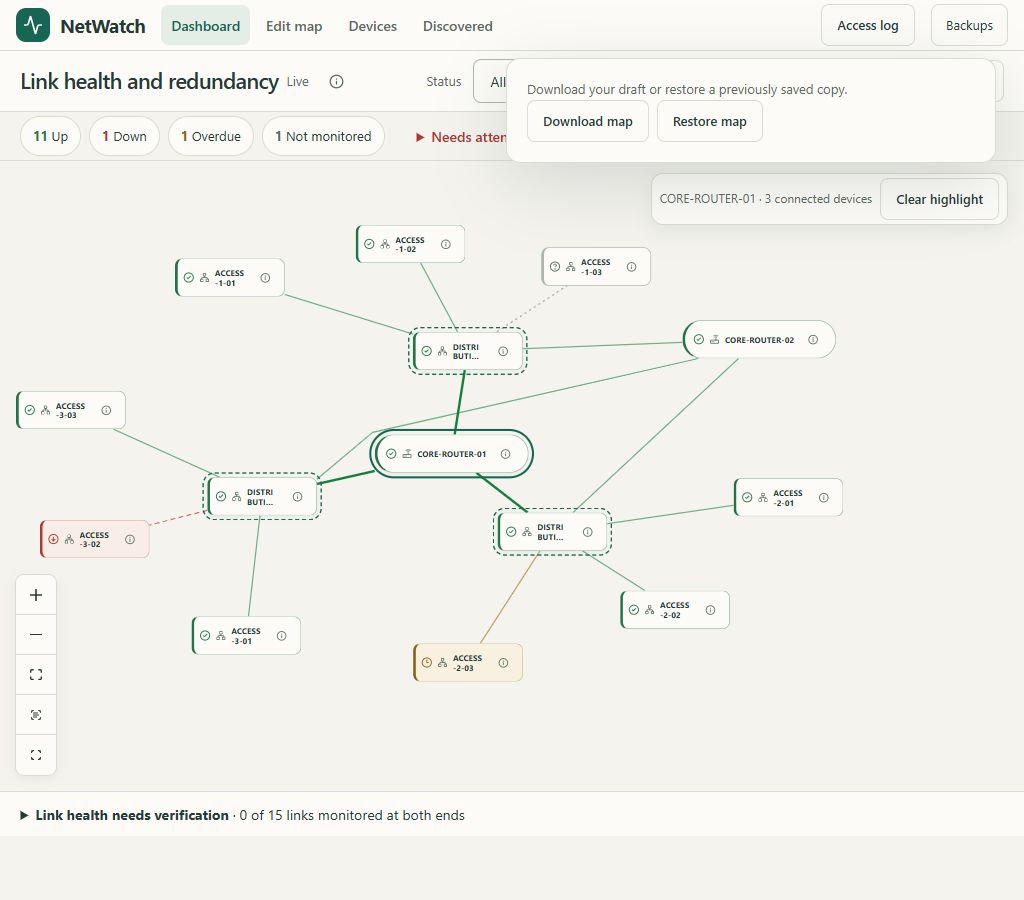 NetWatch
Dashboard
Edit map
Devices
Discovered
Access log
Backups
Link health and redundancy
Live
Status
All
Download your draft or restore a previously saved copy.
Download map
Restore map
11 Up
1 Down
1 Overdue
1 Not monitored
▶ Needs atten
CORE-ROUTER-01 · 3 connected devices
Clear highlight
ACCESS
-1-02
ACCESS
-1-01
ACCESS
-1-03
DISTRI
BUTI...
CORE-ROUTER-02
ACCESS
-3-03
CORE-ROUTER-01
DISTRI
BUTI...
ACCESS
-2-01
ACCESS
-3-02
DISTRI
BUTI...
ACCESS
-2-02
ACCESS
-3-01
ACCESS
-2-03
▶ Link health needs verification · 0 of 15 links monitored at both ends